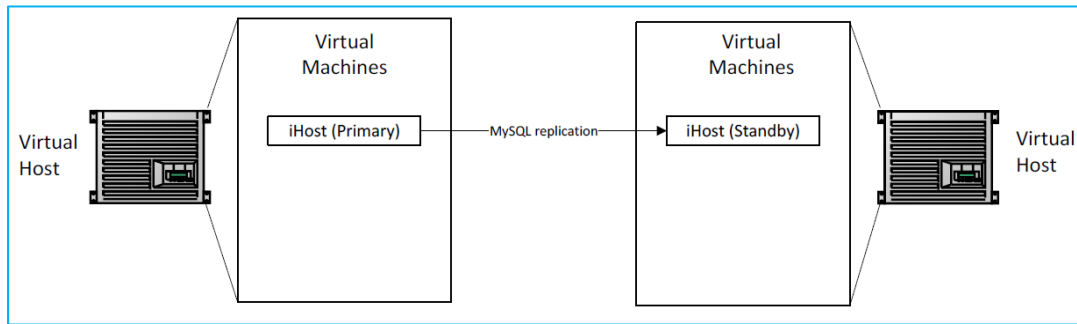 Virtual
Machines
Virtual
Machines
iHost (Primary)
MySQL replication
iHost (Standby)
Virtual
Host
Virtual
Host